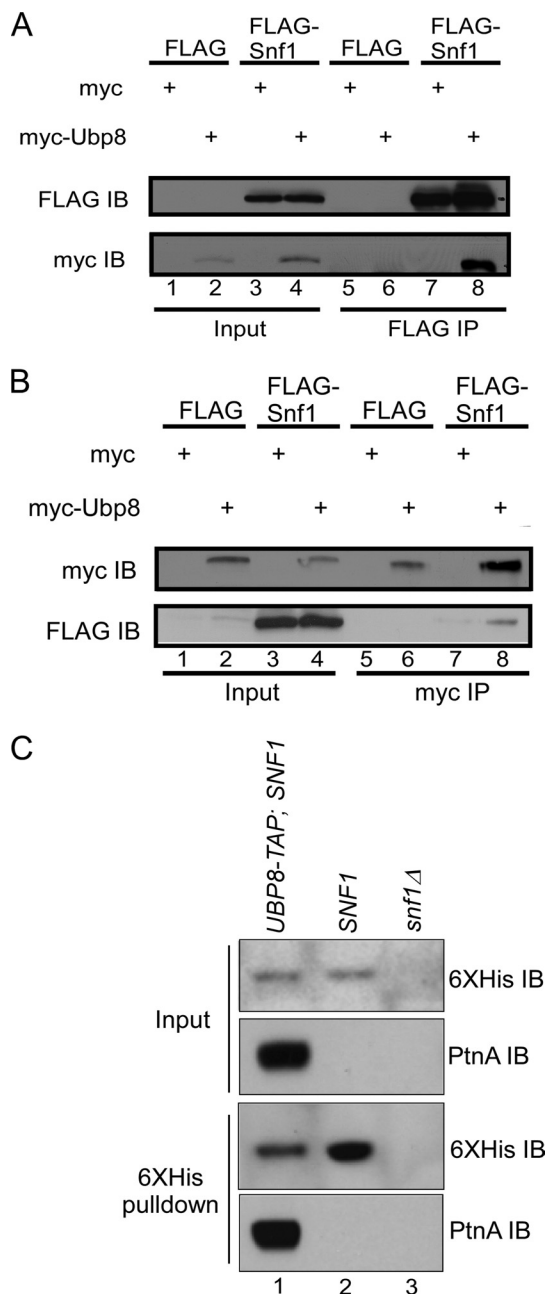 A
FLAG FLAG-Snf1 FLAG FLAG-Snf1
myc + + + +
myc-Ubp8 + + + +
FLAG IB
myc IB
1 2 3 4 5 6 7 8
Input FLAG IP
B
FLAG FLAG-Snf1 FLAG FLAG-Snf1
myc + + + +
myc-Ubp8 + + + +
myc IB
FLAG IB
1 2 3 4 5 6 7 8
Input myc IP
C
UBP8-TAP; SNF1 SNF1 snf1Δ
Input
6XHis IB
PtnA IB
6XHis pulldown
6XHis IB
PtnA IB
1 2 3